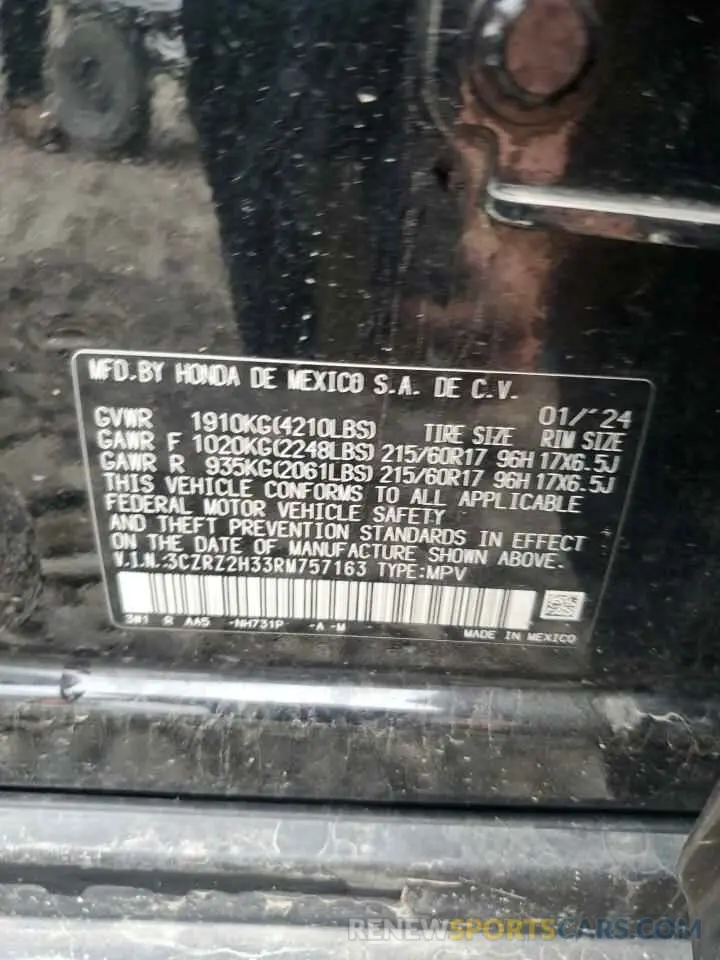 MFD.BY HONDA DE MEXICO S.A. DE C.V.
01/'24
GVWR 1910KG(4210LBS) TIRE SIZE RIM SIZE
GAWR F 1020KG(2248LBS) 215/60R17 96H 17X6.5J
GAWR R 935KG(2061LBS) 215/60R17 96H 17X6.5J
THIS VEHICLE CONFORMS TO ALL APPLICABLE
FEDERAL MOTOR VEHICLE SAFETY
AND THEFT PREVENTION STANDARDS IN EFFECT
ON THE DATE OF MANUFACTURE SHOWN ABOVE.
V.I.N.:3CZRZ2H33RM757163 TYPE:MPV
3W1 R AA5 -NH731P -A-M
MADE IN MEXICO
RENEWSPORTSCARS.COM